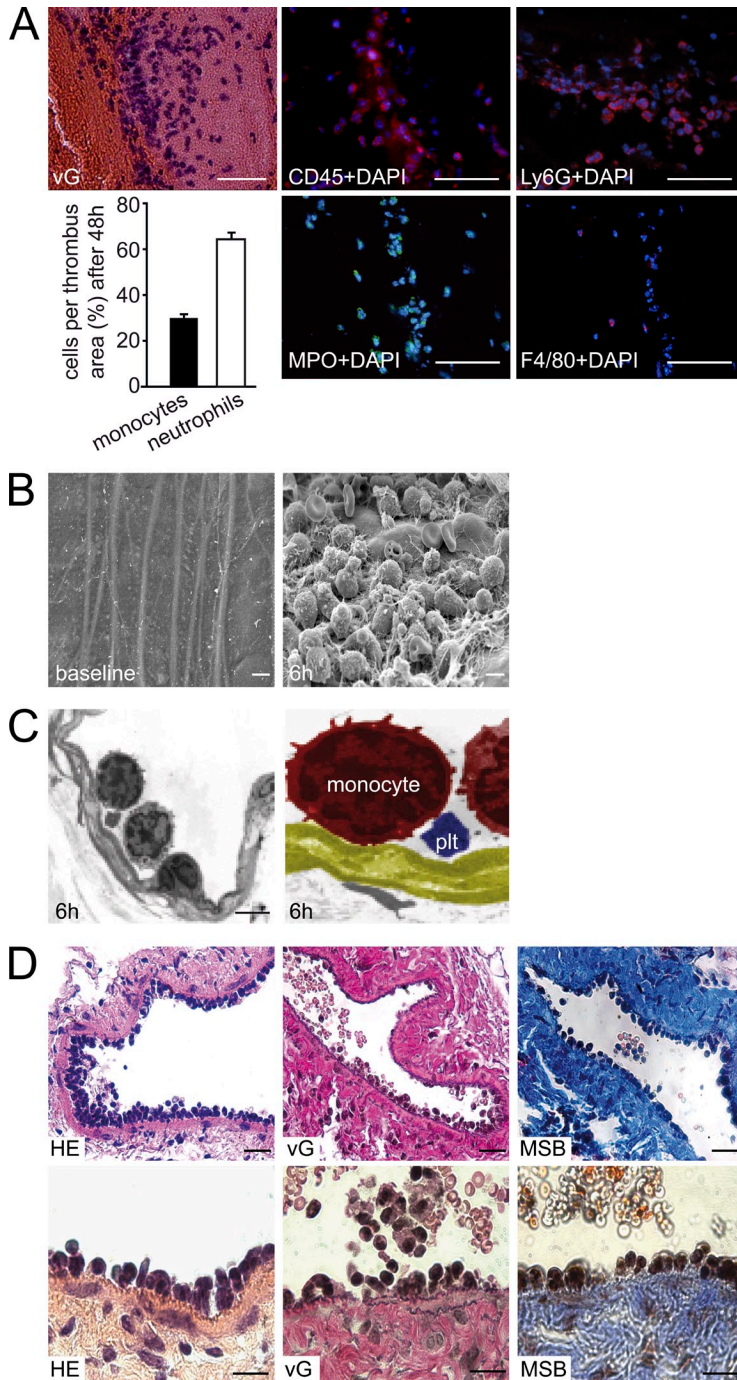 A
vG
CD45+DAPI
Ly6G+DAPI
cells per thrombus
area (%) after 48h
80
60
40
20
0
monocytes
neutrophils
MPO+DAPI
F4/80+DAPI
B
baseline
6h
C
6h
monocyte
plt
6h
D
HE
vG
MSB
HE
vG
MSB